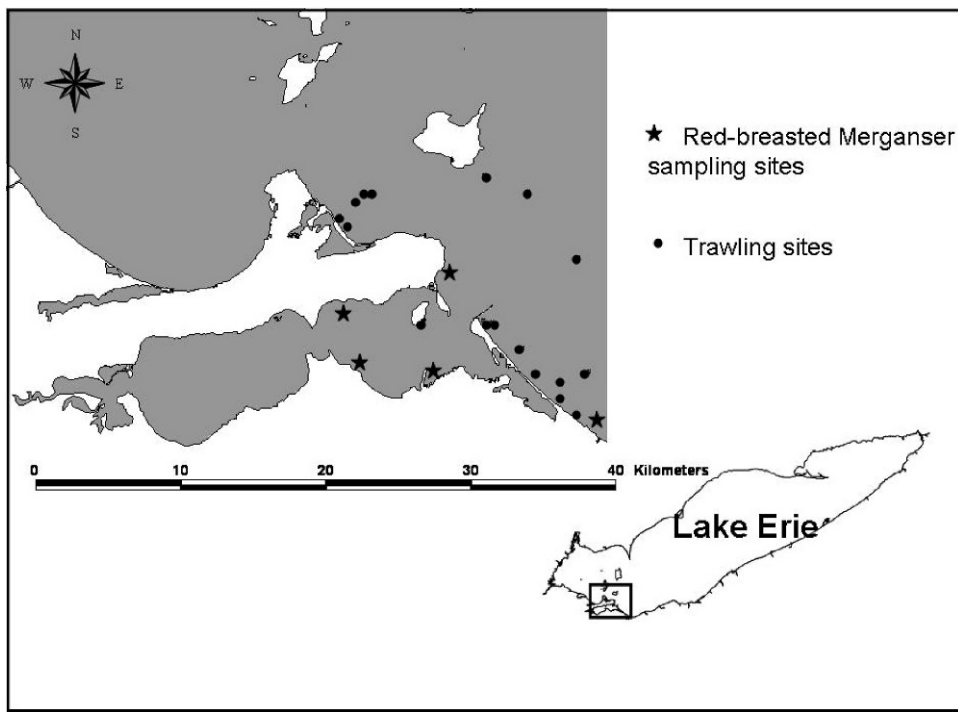 N
W E
S
Red-breasted Merganser
sampling sites
Trawling sites
0 10 20 30 40 Kilometers
Lake Erie